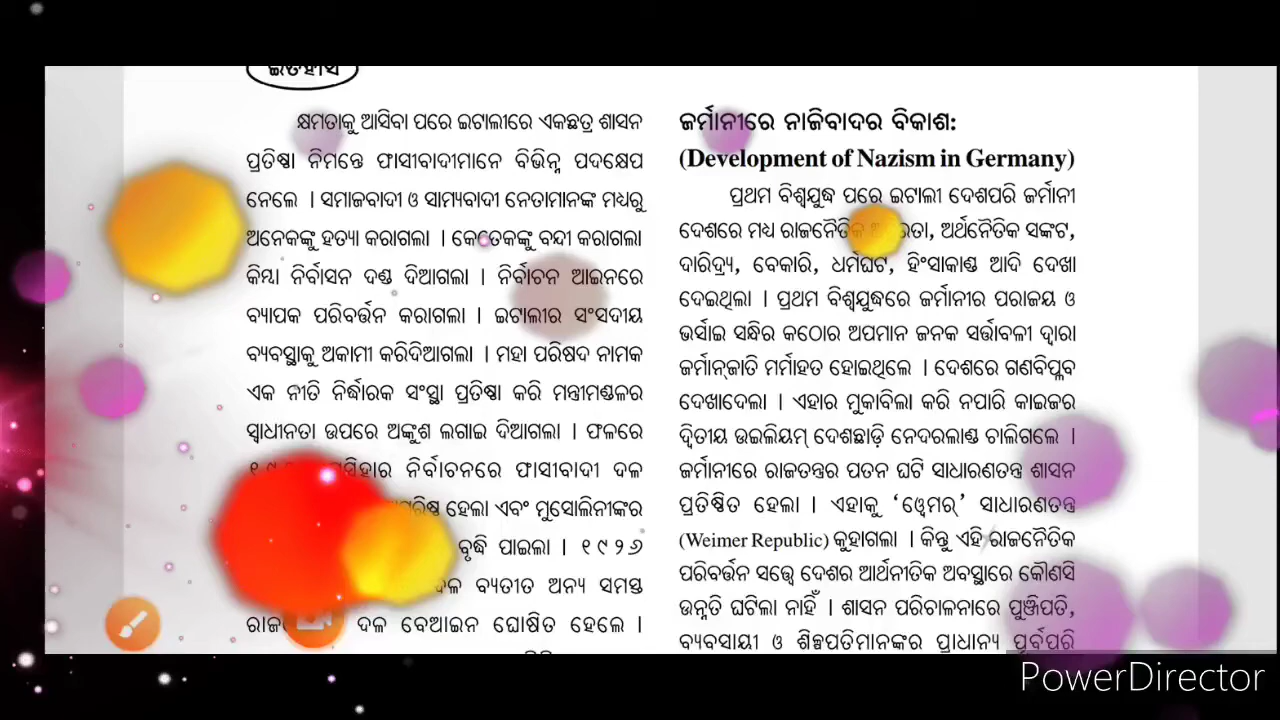 ଇତିହାସ
କ୍ଷମତାକୁ ଆସିବା ପରେ ଇଟାଲୀରେ ଏକଛତ୍ର ଶାସନ
ପ୍ରତିଷ୍ଠା ନିମନ୍ତେ ଫାସୀବାଦୀମାନେ ବିଭିନ୍ନ ପଦକ୍ଷେପ
ନେଲେ । ସମାଜବାଦୀ ଓ ସାମ୍ୟବାଦୀ ନେତାମାନଙ୍କ ମଧ୍ୟରୁ
ଅନେକଙ୍କୁ ହତ୍ୟା କରାଗଲା । କେତେକଙ୍କୁ ବନ୍ଦୀ କରାଗଲା
କିମ୍ବା ନିର୍ବାସନ ଦଣ୍ଡ ଦିଆଗଲା । ନିର୍ବାଚନ ଆଇନରେ
ବ୍ୟାପକ ପରିବର୍ତ୍ତନ କରାଗଲା । ଇଟାଲୀର ସଂସଦୀୟ
ବ୍ୟବସ୍ଥାକୁ ଅକାମୀ କରିଦିଆଗଲା । ମହା ପରିଷଦ ନାମକ
ଏକ ନୀତି ନିର୍ଦ୍ଧାରକ ସଂସ୍ଥା ପ୍ରତିଷ୍ଠା କରି ମନ୍ତ୍ରୀମଣ୍ଡଳର
ସ୍ୱାଧୀନତା ଉପରେ ଅଙ୍କୁଶ ଲଗାଇ ଦିଆଗଲା । ଫଳରେ
ନିର୍ବାଚନରେ ଫାସୀବାଦୀ ଦଳ
ହେଲା ଏବଂ ମୁସୋଲିନୀଙ୍କର
ବୃଦ୍ଧି ପାଇଲା । ୧୯୨୬
ବ୍ୟତୀତ ଅନ୍ୟ ସମସ୍ତ
ଦଳ ବେଆଇନ ଘୋଷିତ ହେଲେ ।
ଜର୍ମାନୀରେ ନାଜିବାଦର ବିକାଶ:
(Development of Nazism in Germany)
ପ୍ରଥମ ବିଶ୍ୱଯୁଦ୍ଧ ପରେ ଇଟାଲୀ ଦେଶପରି ଜର୍ମାନୀ
ଦେଶରେ ମଧ୍ୟ ରାଜନୈତିକ ଅର୍ଥନୈତିକ ସଙ୍କଟ,
ଦାରିଦ୍ର୍ୟ, ବେକାରି, ଧର୍ମଘଟ, ହିଂସାକାଣ୍ଡ ଆଦି ଦେଖା
ଦେଇଥିଲା । ପ୍ରଥମ ବିଶ୍ୱଯୁଦ୍ଧରେ ଜର୍ମାନୀର ପରାଜୟ ଓ
ଭର୍ସାଇ ସନ୍ଧିର କଠୋର ଅପମାନ ଜନକ ସର୍ତ୍ତାବଳୀ ଦ୍ୱାରା
ଜର୍ମାନ୍‌ଜାତି ମର୍ମାହତ ହୋଇଥିଲେ । ଦେଶରେ ଗଣବିପ୍ଳବ
ଦେଖାଦେଲା । ଏହାର ମୁକାବିଲା କରି ନପାରି କାଇଜର
ଦ୍ୱିତୀୟ ଉଇଲିୟମ୍ ଦେଶଛାଡ଼ି ନେଦରଲାଣ୍ଡ ଚାଲିଗଲେ ।
ଜର୍ମାନୀରେ ରାଜତନ୍ତ୍ରର ପତନ ଘଟି ସାଧାରଣତନ୍ତ୍ର ଶାସନ
ପ୍ରତିଷ୍ଠିତ ହେଲା । ଏହାକୁ ‘ୱେମର୍’ ସାଧାରଣତନ୍ତ୍ର
(Weimer Republic) କୁହାଗଲା । କିନ୍ତୁ ଏହି ରାଜନୈତିକ
ପରିବର୍ତ୍ତନ ସତ୍ତ୍ୱେ ଦେଶର ଆର୍ଥନୀତିକ ଅବସ୍ଥାରେ କୌଣସି
ଉନ୍ନତି ଘଟିଲା ନାହିଁ । ଶାସନ ପରିଚାଳନାରେ ପୁଞ୍ଜିପତି,
ବ୍ୟବସାୟୀ ଓ ଶିଳ୍ପପତିମାନଙ୍କର ପ୍ରାଧାନ୍ୟ ପୂର୍ବପରି
PowerDirector